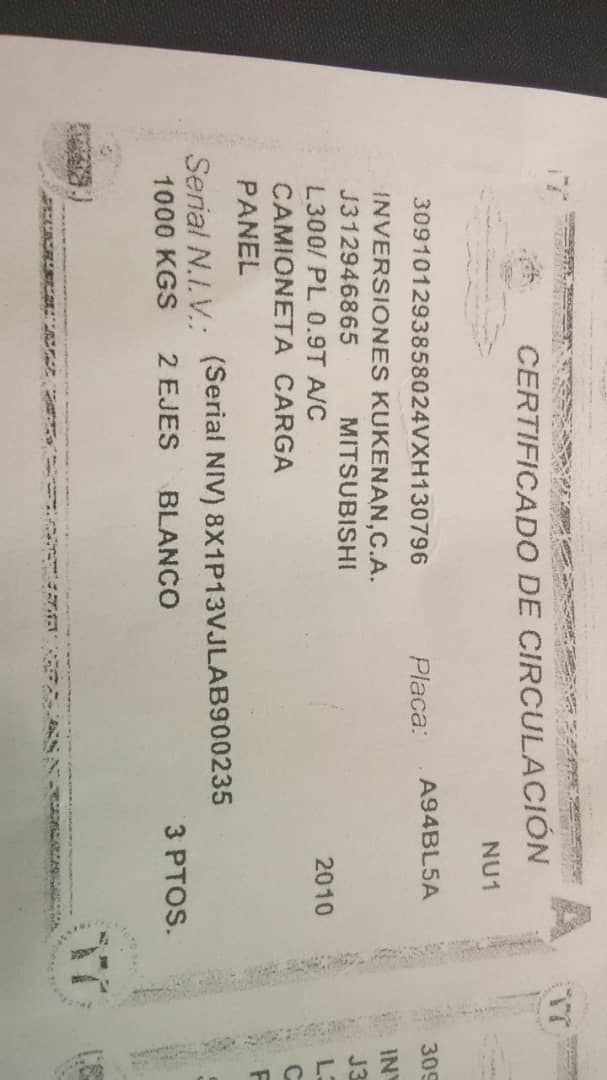 A
CERTIFICADO DE CIRCULACIÓN
NU1
309101293858024VXH130796 Placa: A94BL5A
INVERSIONES KUKENAN,C.A.
J312946865 MITSUBISHI
L300/ PL 0.9T A/C 2010
CAMIONETA CARGA
PANEL
Serial N.I.V.: (Serial NIV) 8X1P13VJLAB900235
1000 KGS 2 EJES BLANCO 3 PTOS.
309
INV
J3
L3
C
P